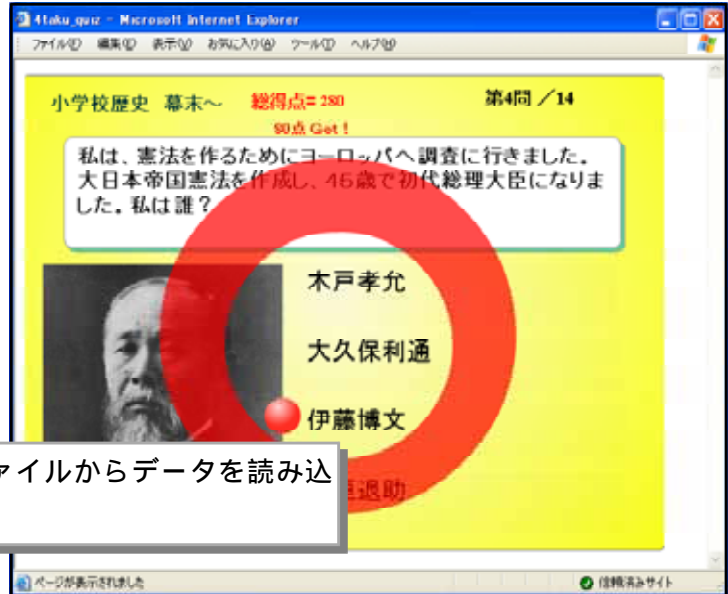 4taku_quiz - Microsoft Internet Explorer
ファイル(F) 編集(E) 表示(V) お気に入り(A) ツール(T) ヘルプ(H)
小学校歴史 幕末～ 総得点= 280 第4問 ／14
80点 Get !
私は、憲法を作るためにヨーロッパへ調査に行きました。
大日本帝国憲法を作成し、45歳で初代総理大臣になりま
した。私は誰？
木戸孝允
大久保利通
伊藤博文
退助
ァイルからデータを読み込
ページが表示されました 信頼済みサイト